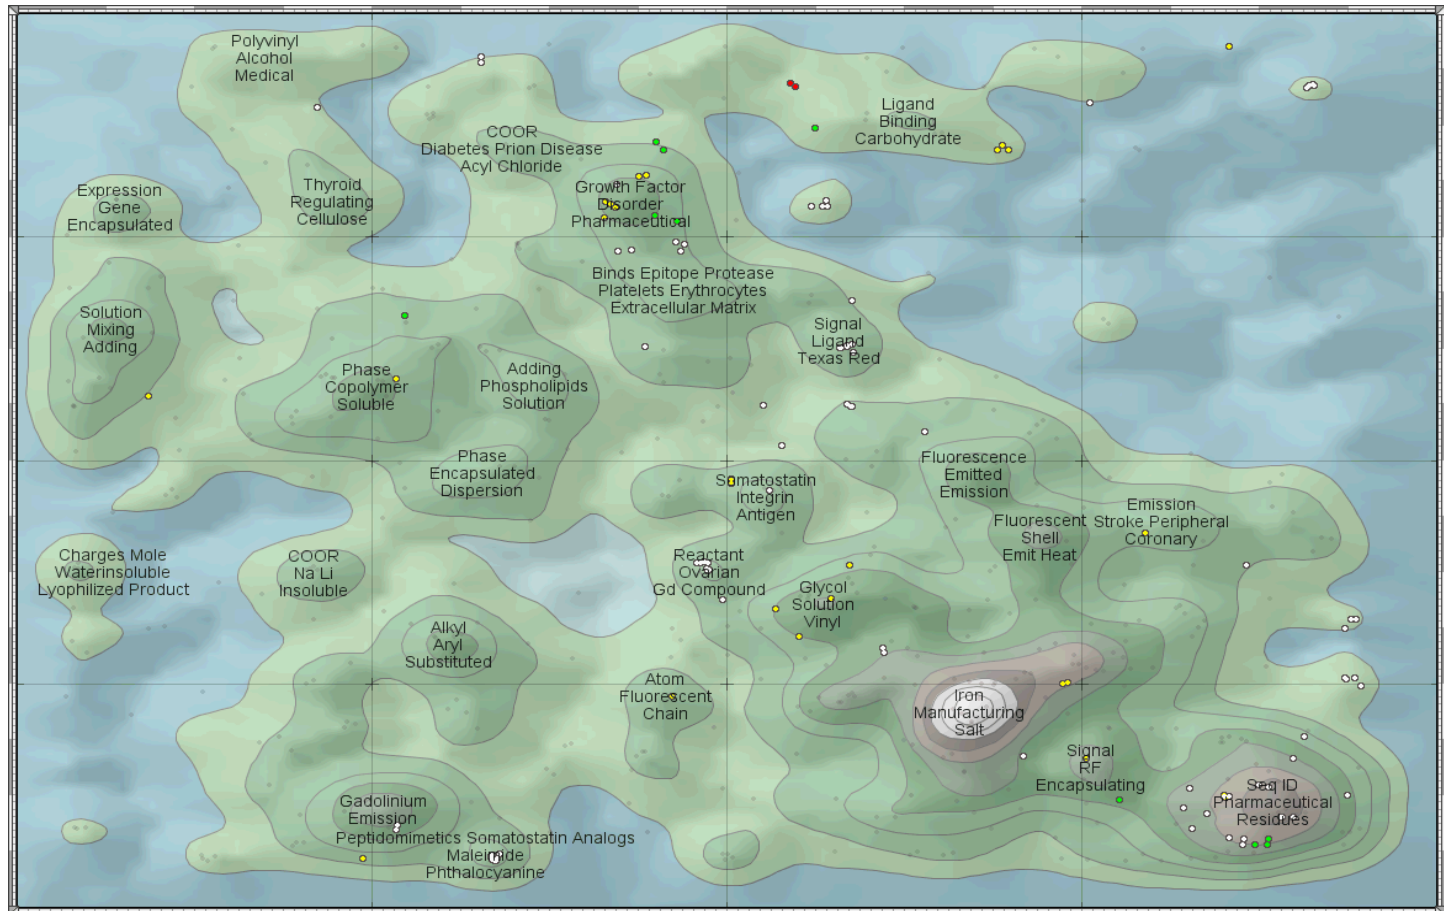 Polyvinyl
Alcohol
Medical
Ligand
Binding
Carbohydrate
COOR
Diabetes Prion Disease
Acyl Chloride
Expression
Gene
Encapsulated
Thyroid
Regulating
Cellulose
Growth Factor
Disorder
Pharmaceutical
Binds Epitope Protease
Platelets Erythrocytes
Extracellular Matrix
Solution
Mixing
Adding
Signal
Ligand
Texas Red
Phase
Copolymer
Soluble
Adding
Phospholipids
Solution
Phase
Encapsulated
Dispersion
Fluorescence
Emitted
Emission
Somatostatin
Integrin
Antigen
Fluorescent
Shell
Emit Heat
Emission
Stroke Peripheral
Coronary
Charges Mole
Waterinsoluble
Lyophilized Product
COOR
Na Li
Insoluble
Reactant
Ovarian
Gd Compound
Glycol
Solution
Vinyl
Alkyl
Aryl
Substituted
Atom
Fluorescent
Chain
Iron
Manufacturing
Salt
Signal
RF
Encapsulating
Saq ID
Pharmaceutical
Residues
Gadolinium
Emission
Peptidomimetics Somatostatin Analogs
Maleimide
Phthalocyanine